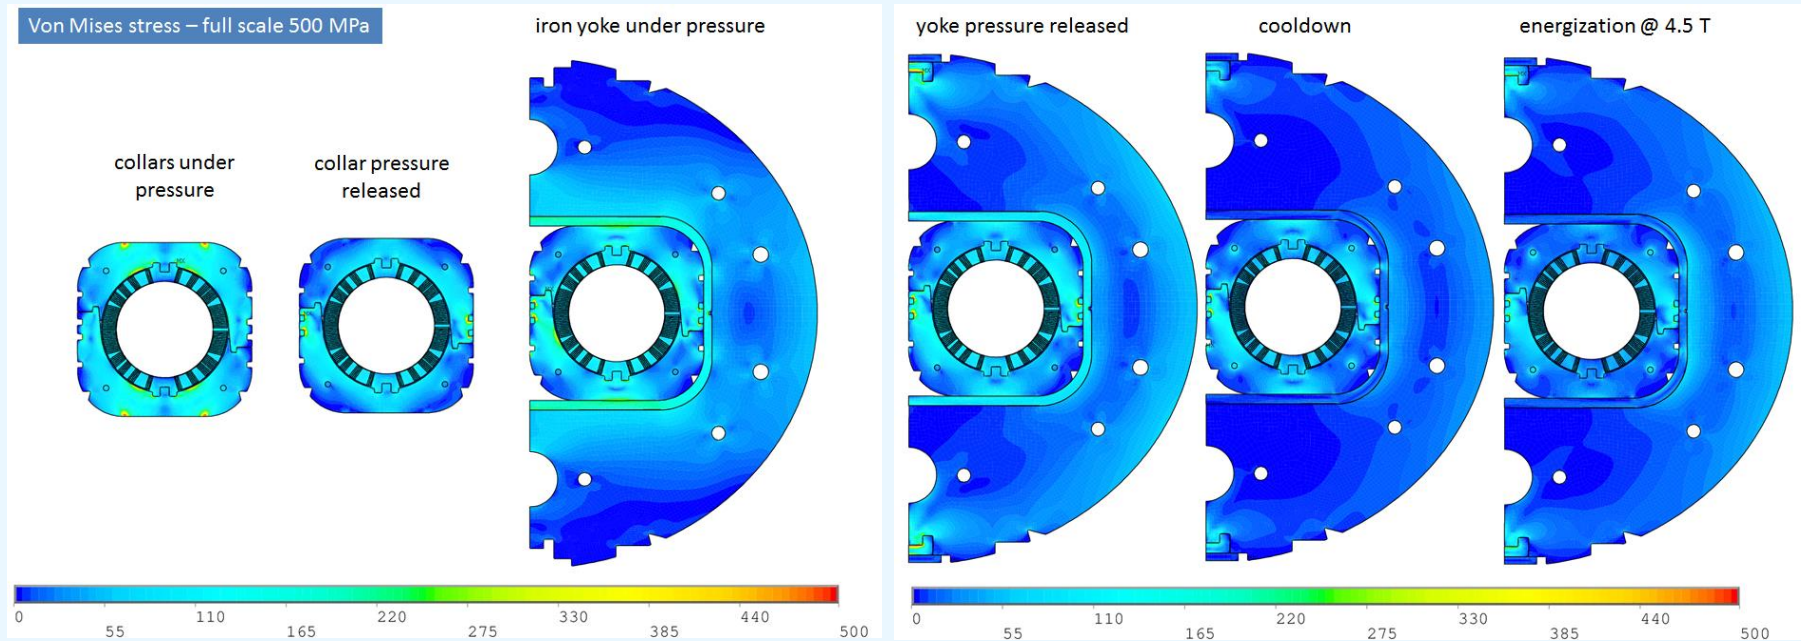 Von Mises stress – full scale 500 MPa
iron yoke under pressure
collars under
pressure
collar pressure
released
0
55
110
165
220
275
330
385
440
500
yoke pressure released
cooldown
energization @ 4.5 T
0
55
110
165
220
275
330
385
440
500